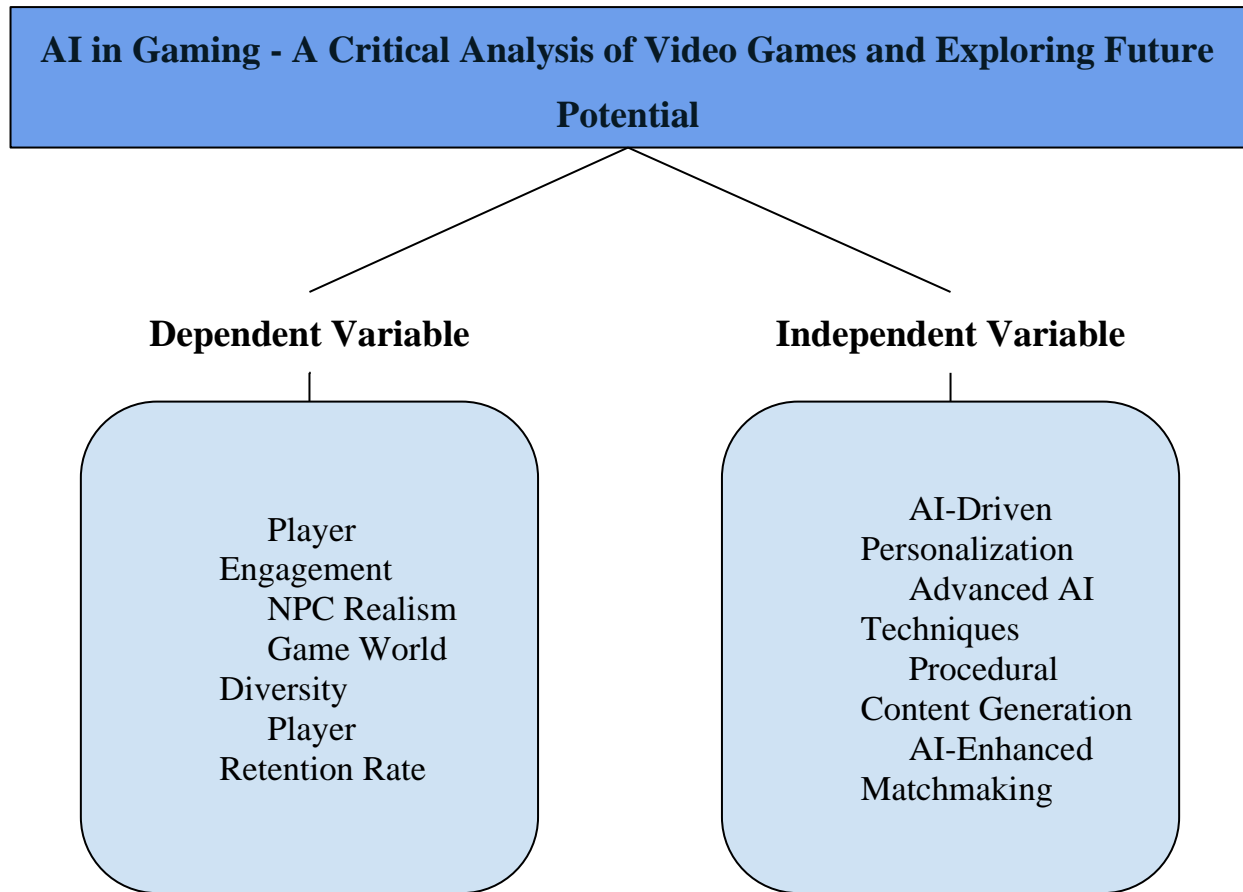 AI in Gaming - A Critical Analysis of Video Games and Exploring Future
Potential
Dependent Variable
Player
Engagement
NPC Realism
Game World
Diversity
Player
Retention Rate
Independent Variable
AI-Driven
Personalization
Advanced AI
Techniques
Procedural
Content Generation
AI-Enhanced
Matchmaking